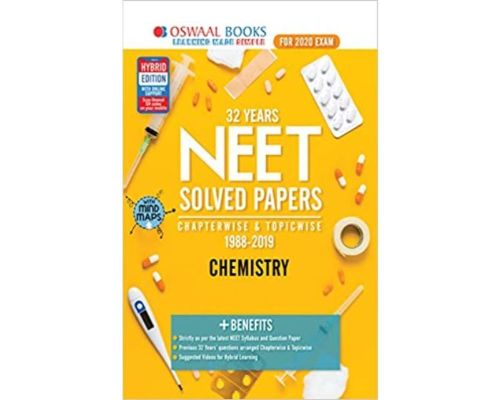 OSWAAL BOOKS
LEARNING MADE SIMPLE
FOR 2020 EXAM
HYBRID
EDITION
WITH ONLINE
SUPPORT
32 YEARS
NEET
SOLVED PAPERS
CHAPTERWISE & TOPICWISE
1988-2019
WITH
MIND
MAPS
CHEMISTRY
+BENEFITS
Strictly as per the latest NEET Syllabus and Question Paper
Previous 32 Years' questions arranged Chapterwise & Topicwise
Suggested Videos for Hybrid Learning